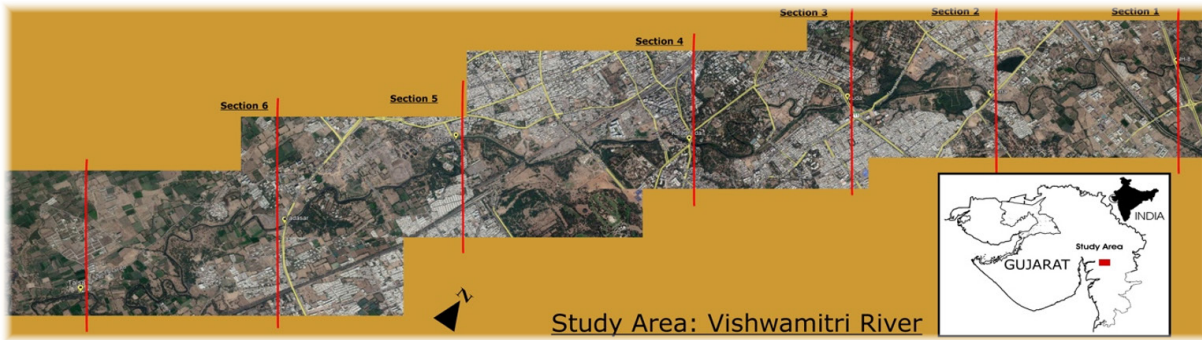 Section 3
Section 2
Section 1
Section 4
Section 5
Section 6
N
INDIA
Study Area
GUJARAT
Study Area: Vishwamitri River